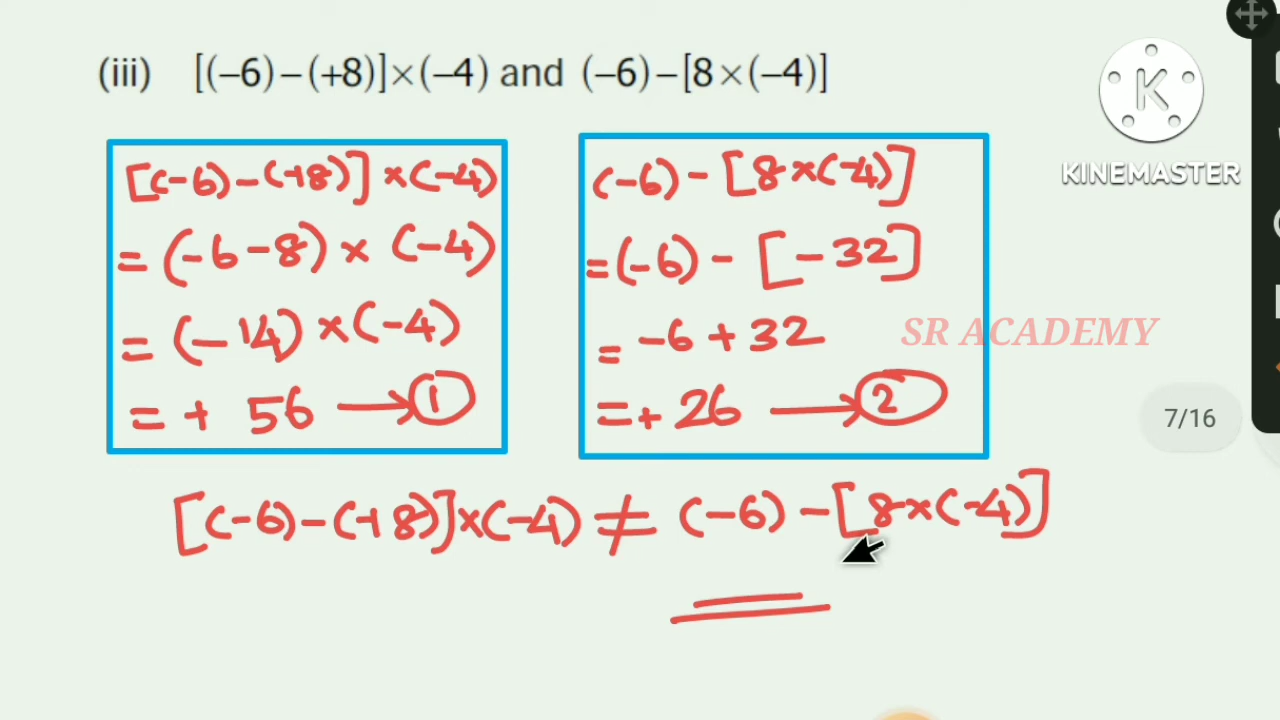 (iii) [(–6)–(+8)]×(–4) and (–6)–[8×(–4)]
KINEMASTER
[(-6)-(+8)]×(-4)
=(-6-8)×(-4)
=(-14)×(-4)
=+ 56 → ①
(-6)-[8×(-4)]
=(-6)-[-32]
= -6+32
=+26 → ②
SR ACADEMY
7/16
[(-6)-(+8)]×(-4) ≠ (-6)-[8×(-4)]